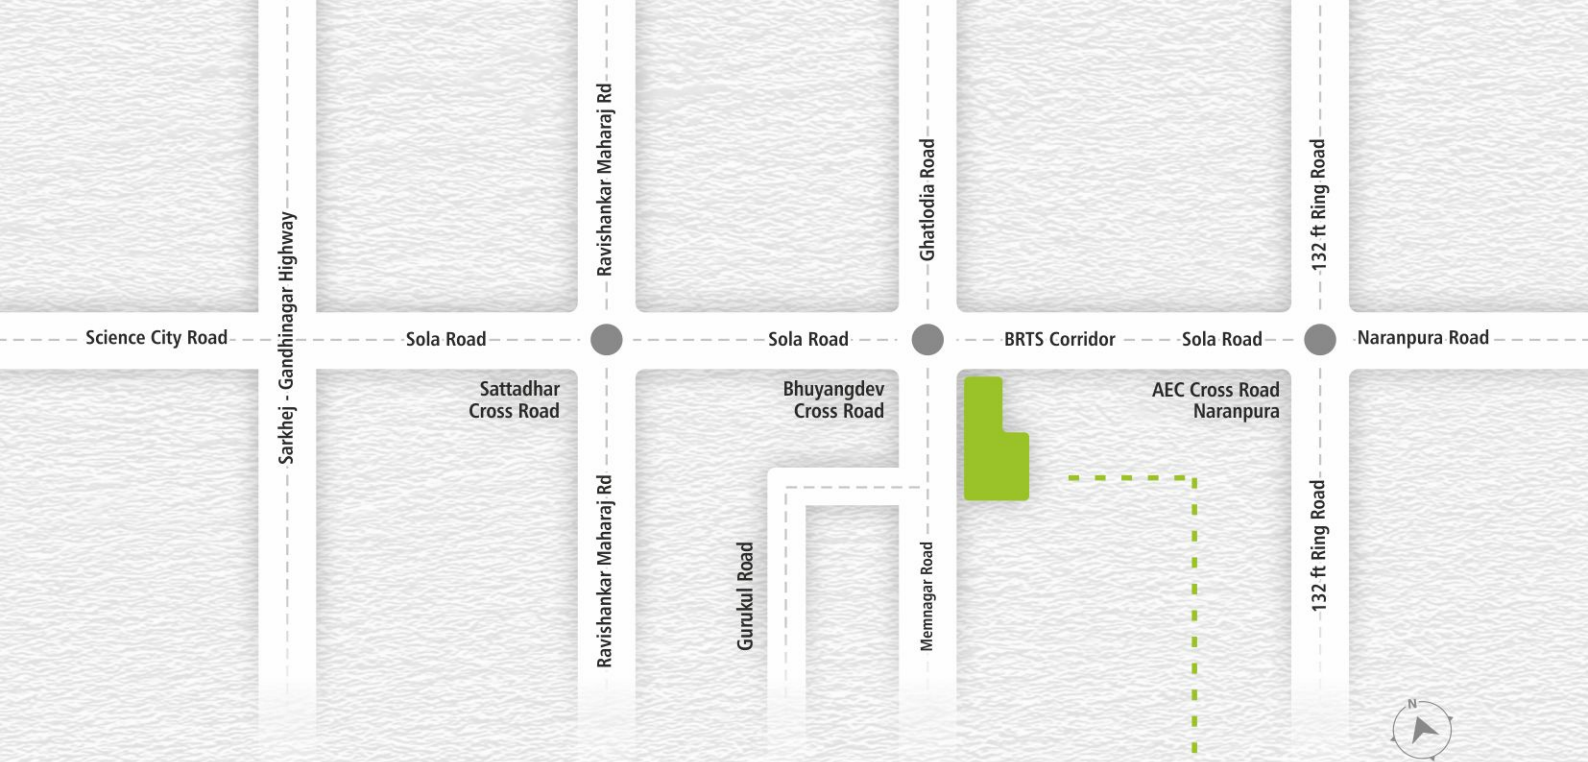 Ravishankar Maharaj Rd
Ghatlodia Road
132 ft Ring Road
Sarkhej - Gandhinagar Highway
Science City Road
Sola Road
Sola Road
BRTS Corridor
Sola Road
Naranpura Road
Sattadhar
Cross Road
Bhuyangdev
Cross Road
AEC Cross Road
Naranpura
Ravishankar Maharaj Rd
Gurukul Road
Memnagar Road
132 ft Ring Road
N